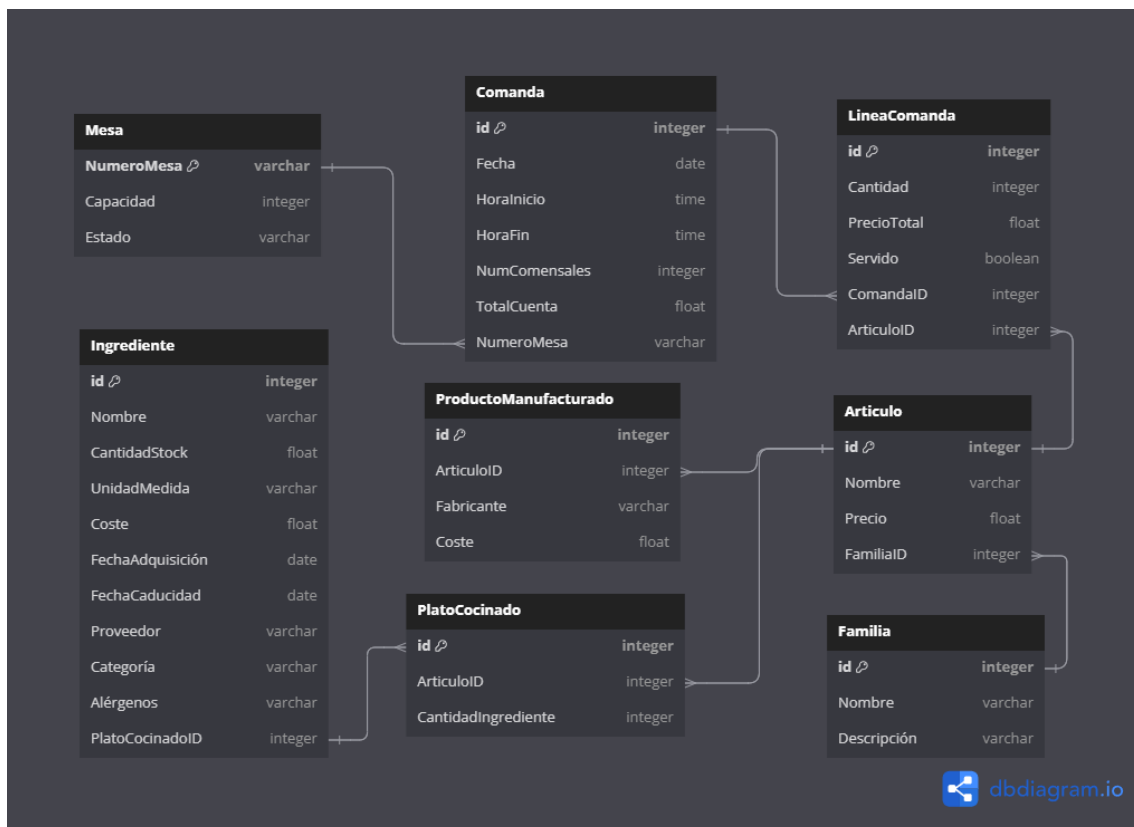 Mesa
NumeroMesa varchar
Capacidad integer
Estado varchar
Comanda
id integer
Fecha date
HoraInicio time
HoraFin time
NumComensales integer
TotalCuenta float
NumeroMesa varchar
LineaComanda
id integer
Cantidad integer
PrecioTotal float
Servido boolean
ComandaID integer
ArticuloID integer
Ingrediente
id integer
Nombre varchar
CantidadStock float
UnidadMedida varchar
Coste float
FechaAdquisición date
FechaCaducidad date
Proveedor varchar
Categoría varchar
Alérgenos varchar
PlatoCocinadoID integer
ProductoManufacturado
id integer
ArticuloID integer
Fabricante varchar
Coste float
Articulo
id integer
Nombre varchar
Precio float
FamiliaID integer
PlatoCocinado
id integer
ArticuloID integer
CantidadIngrediente integer
Familia
id integer
Nombre varchar
Descripción varchar
dbdiagram.io